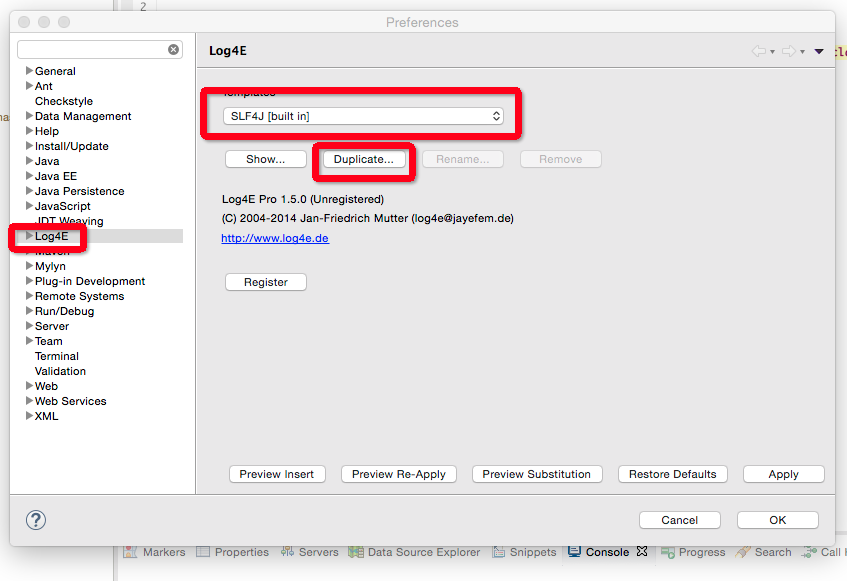 2
Preferences
Log4E
General
Ant
Checkstyle
Data Management
Help
Install/Update
Java
Java EE
Java Persistence
JavaScript
JDT Weaving
Log4E
Maven
Mylyn
Plug-in Development
Remote Systems
Run/Debug
Server
Team
Terminal
Validation
Web
Web Services
XML
Templates
SLF4J [built in]
Show... Duplicate... Rename... Remove
Log4E Pro 1.5.0 (Unregistered)
(C) 2004-2014 Jan-Friedrich Mutter (log4e@jayefem.de)
http://www.log4e.de
Register
Preview Insert Preview Re-Apply Preview Substitution Restore Defaults Apply
? Cancel OK
Markers Properties Servers Data Source Explorer Snippets Console Progress Search Call